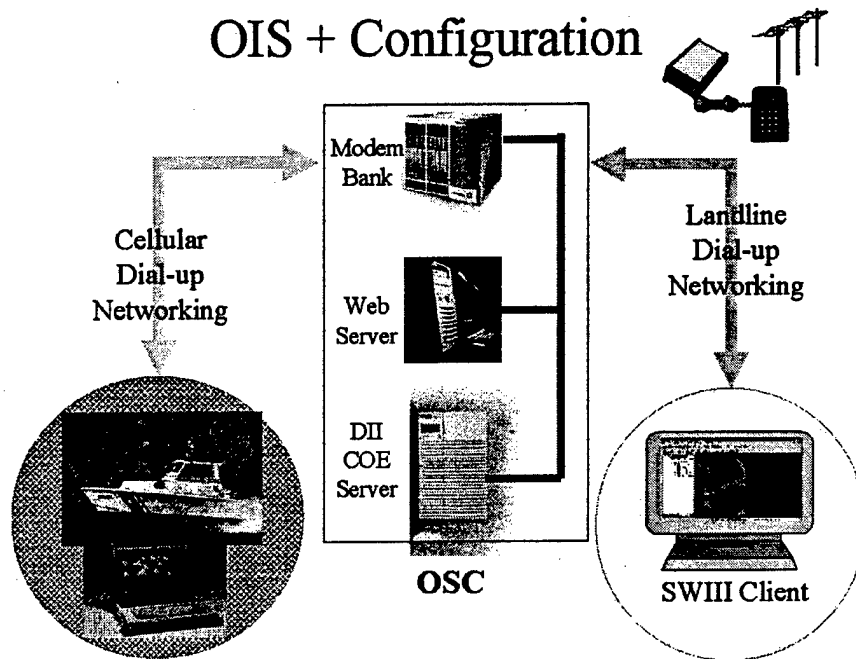 OIS + Configuration
Modem
Bank
Cellular
Dial-up
Networking
Landline
Dial-up
Networking
Web
Server
DII
COE
Server
OSC
SWIII Client